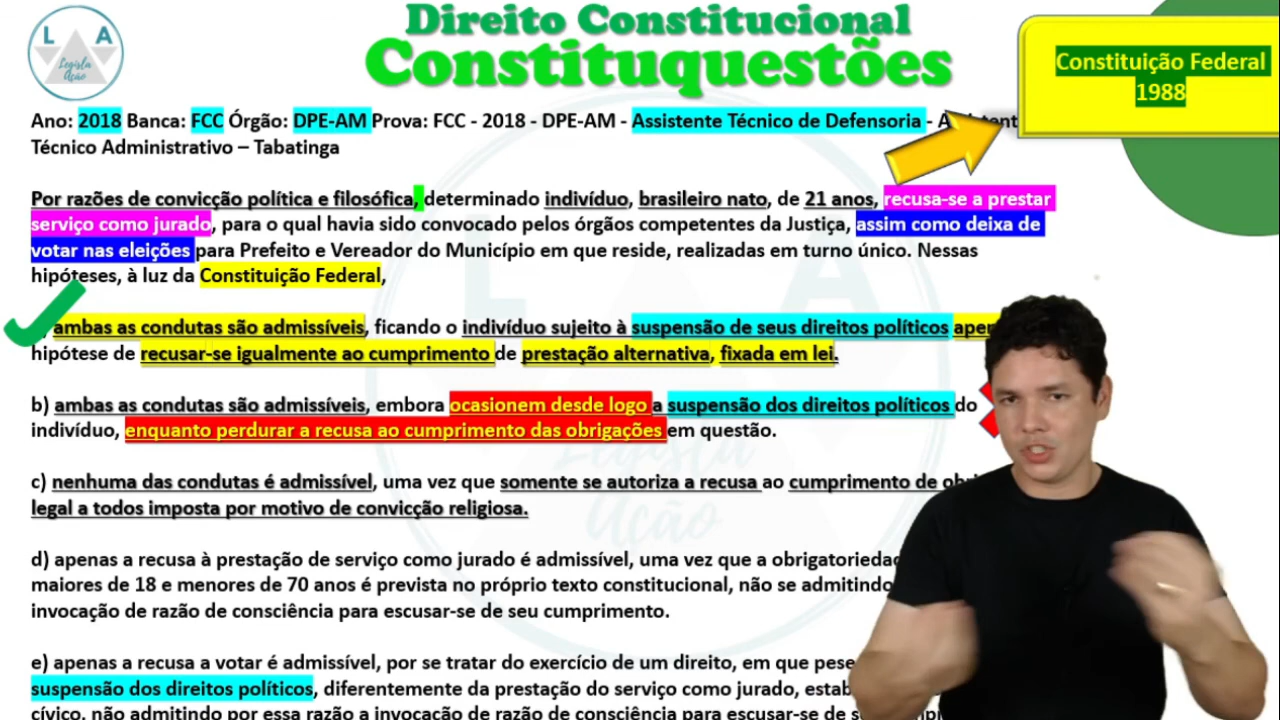 L A
Legisla
Ação
Direito Constitucional
Constituquestões
Constituição Federal
1988
Ano: 2018 Banca: FCC Órgão: DPE-AM Prova: FCC - 2018 - DPE-AM - Assistente Técnico de Defensoria -
Técnico Administrativo – Tabatinga
Por razões de convicção política e filosófica, determinado indivíduo, brasileiro nato, de 21 anos, recusa-se a prestar
serviço como jurado, para o qual havia sido convocado pelos órgãos competentes da Justiça, assim como deixa de
votar nas eleições para Prefeito e Vereador do Município em que reside, realizadas em turno único. Nessas
hipóteses, à luz da Constituição Federal,
ambas as condutas são admissíveis, ficando o indivíduo sujeito à suspensão de seus direitos políticos
hipótese de recusar-se igualmente ao cumprimento de prestação alternativa, fixada em lei.
b) ambas as condutas são admissíveis, embora ocasionem desde logo a suspensão dos direitos políticos do
indivíduo, enquanto perdurar a recusa ao cumprimento das obrigações em questão.
c) nenhuma das condutas é admissível, uma vez que somente se autoriza a recusa ao cumprimento de
legal a todos imposta por motivo de convicção religiosa.
d) apenas a recusa à prestação de serviço como jurado é admissível, uma vez que a
maiores de 18 e menores de 70 anos é prevista no próprio texto constitucional, não se admitindo
invocação de razão de consciência para escusar-se de seu cumprimento.
e) apenas a recusa a votar é admissível, por se tratar do exercício de um direito, em que pese
suspensão dos direitos políticos, diferentemente da prestação do serviço como jurado,
cívico, não admitindo por essa razão a invocação de razão de consciência para escusar-se de